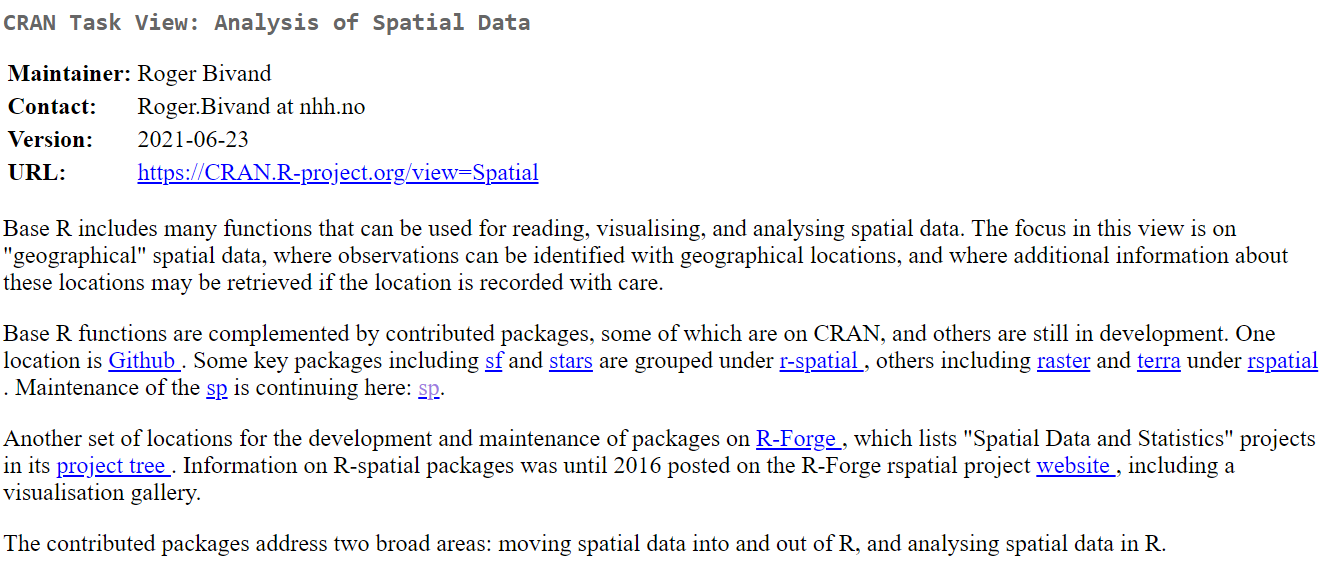 CRAN Task View: Analysis of Spatial Data
Maintainer: Roger Bivand
Contact: Roger.Bivand at nhh.no
Version: 2021-06-23
URL: https://CRAN.R-project.org/view=Spatial
Base R includes many functions that can be used for reading, visualising, and analysing spatial data. The focus in this view is on
"geographical" spatial data, where observations can be identified with geographical locations, and where additional information about
these locations may be retrieved if the location is recorded with care.
Base R functions are complemented by contributed packages, some of which are on CRAN, and others are still in development. One
location is Github . Some key packages including sf and stars are grouped under r-spatial , others including raster and terra under rspatial
. Maintenance of the sp is continuing here: sp.
Another set of locations for the development and maintenance of packages on R-Forge , which lists "Spatial Data and Statistics" projects
in its project tree . Information on R-spatial packages was until 2016 posted on the R-Forge rspatial project website , including a
visualisation gallery.
The contributed packages address two broad areas: moving spatial data into and out of R, and analysing spatial data in R.